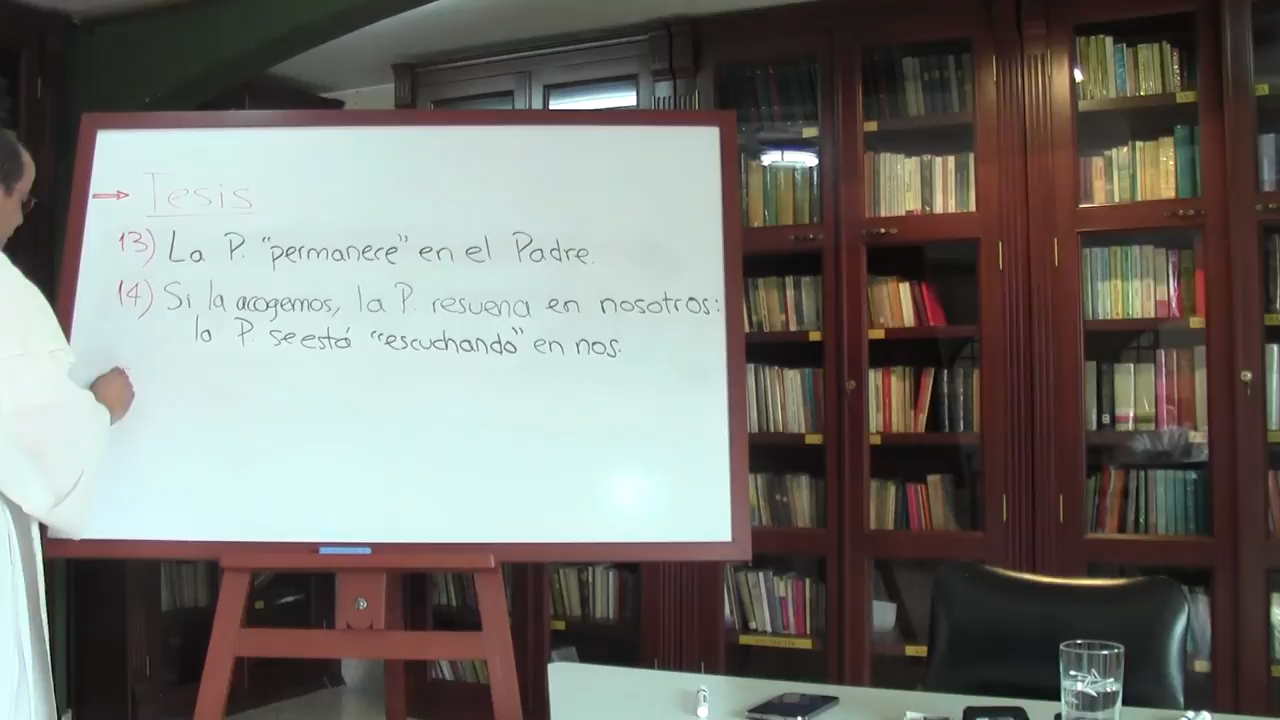 ⇒ Tesis
13) La P. "permanece" en el Padre.
14) Si la acogemos, la P. resuena en nosotros:
la P. se está "escuchando" en nos.